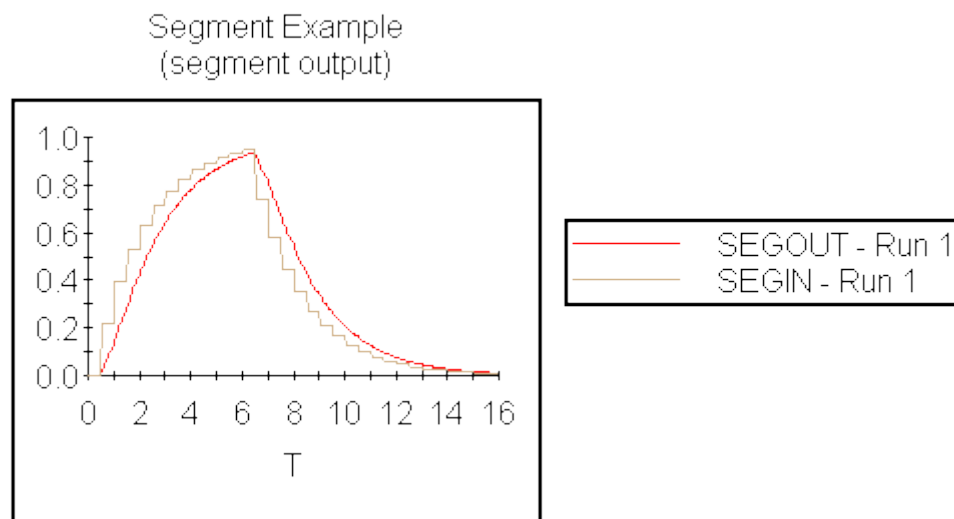 Segment Example
(segment output)
1.0
0.8
0.6
0.4
0.2
0.0
0 2 4 6 8 10 12 14 16
T
SEGOUT - Run 1
SEGIN - Run 1